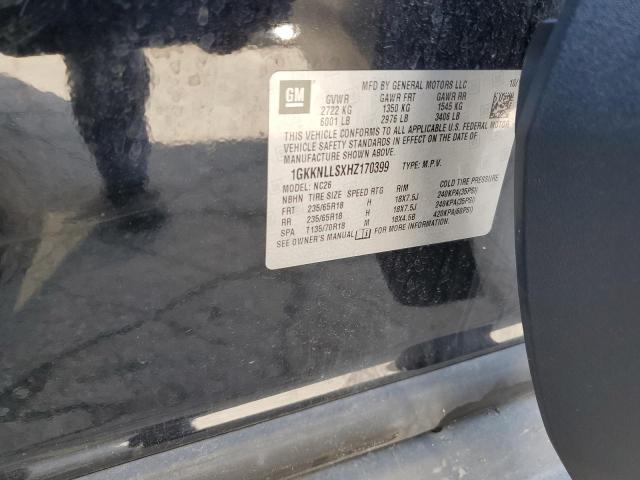 MFD BY GENERAL MOTORS LLC 10/
GM
GVWR GAWR FRT GAWR RR
2722 KG 1350 KG 1545 KG
6001 LB 2976 LB 3406 LB
THIS VEHICLE CONFORMS TO ALL APPLICABLE U.S. FEDERAL MOTOR
VEHICLE SAFETY STANDARDS IN EFFECT ON THE DATE OF
MANUFACTURE SHOWN ABOVE.
1GKKNLLSXHZ170399 TYPE: M.P.V.
MODEL: NC26
NBHN TIRE SIZE SPEED RTG RIM COLD TIRE PRESSURE
FRT 235/65R18 H 18X7.5J 240KPA(35PSI)
RR 235/65R18 H 18X7.5J 240KPA(35PSI)
SPA T135/70R18 M 18X4.5B 420KPA(60PSI)
SEE OWNER'S MANUAL